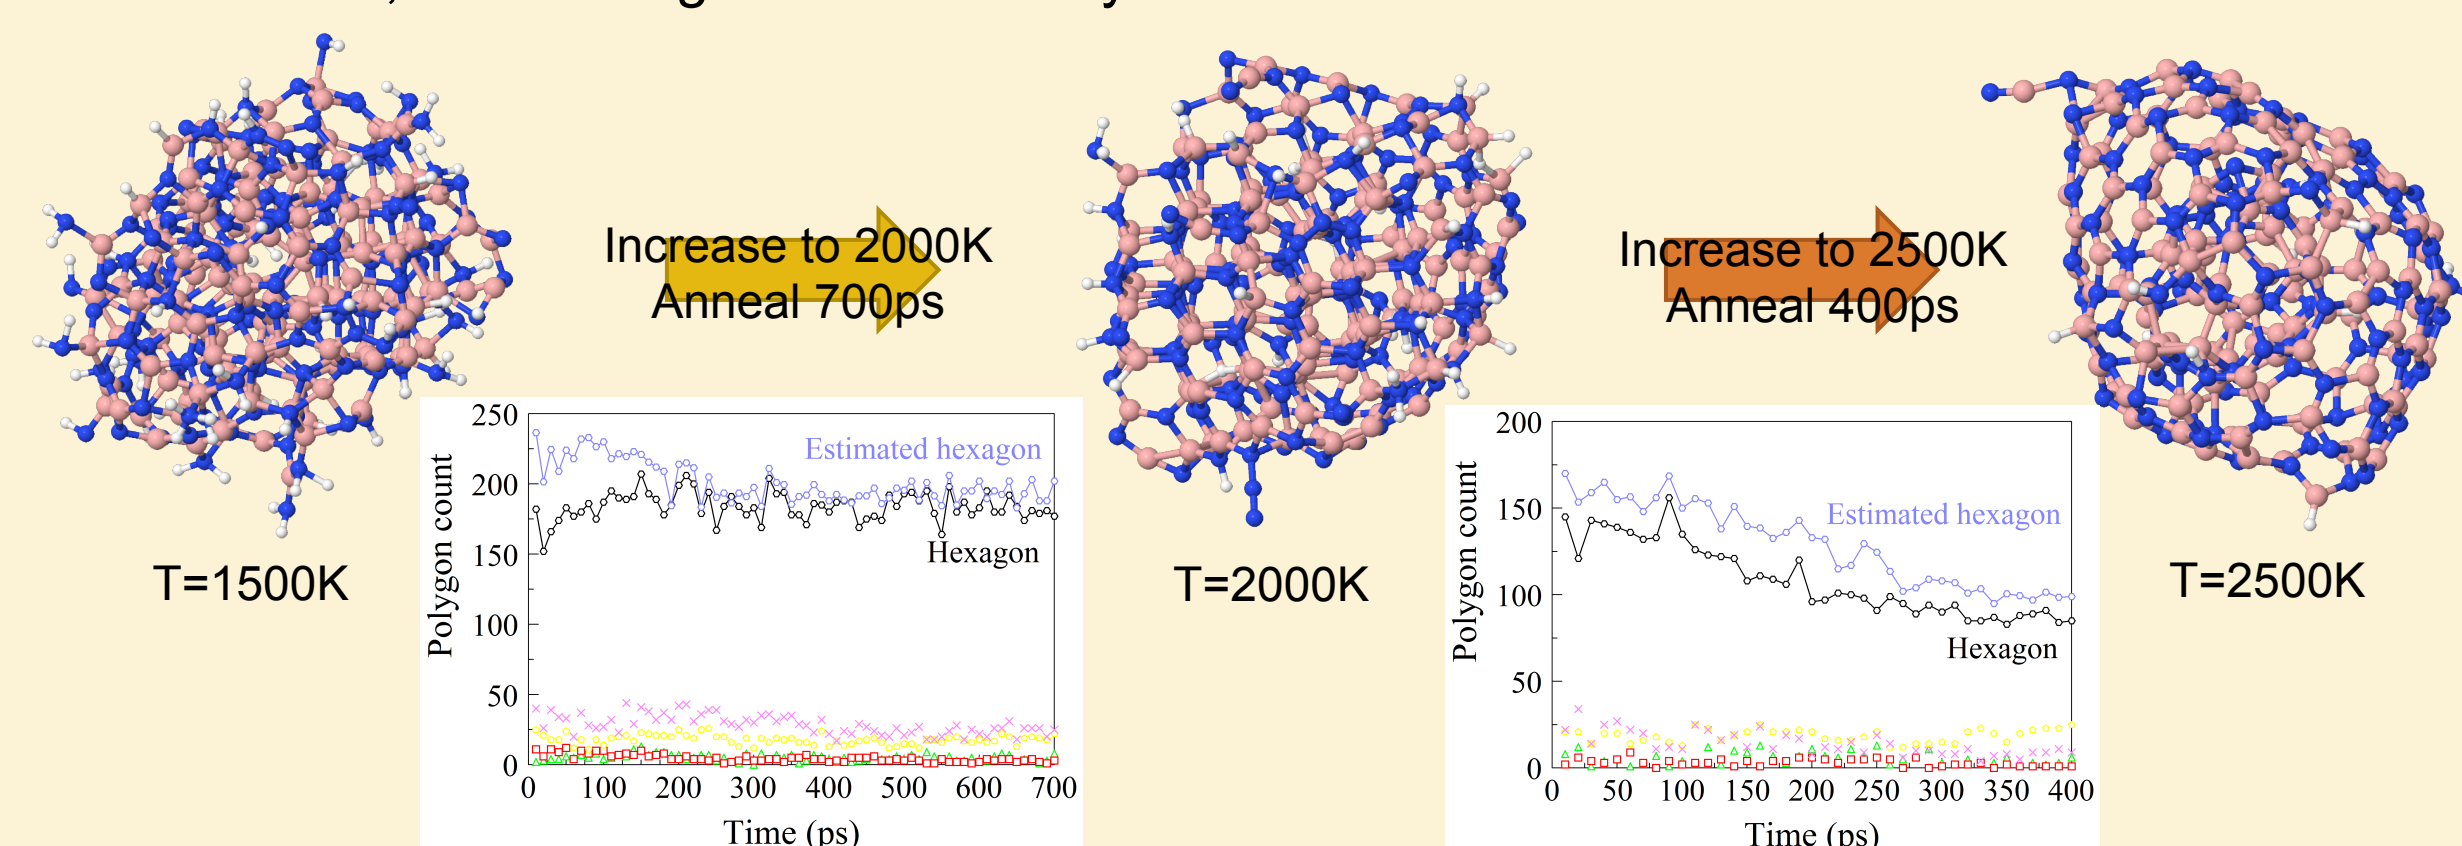 Increase to 2000K
Anneal 700ps
Increase to 2500K
Anneal 400ps
T=1500K
T=2000K
T=2500K
Polygon count
250
200
150
100
50
0
Estimated hexagon
Hexagon
0 100 200 300 400 500 600 700
Time (ps)
Polygon count
200
150
100
50
0
Estimated hexagon
Hexagon
0 50 100 150 200 250 300 350 400
Time (ps)